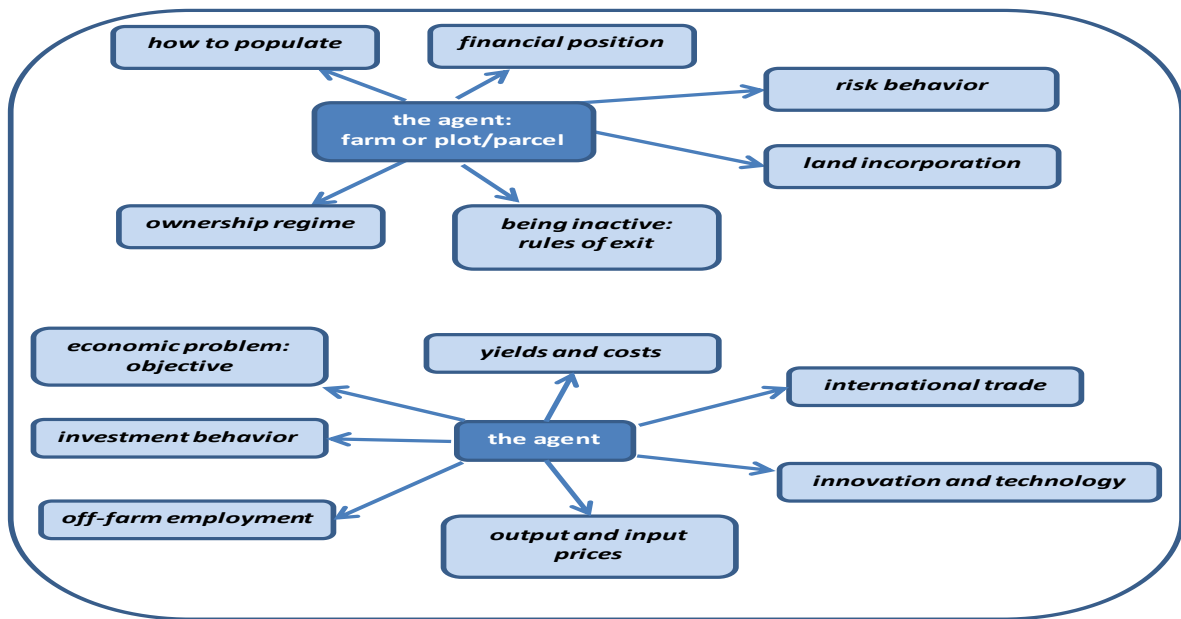 how to populate
financial position
risk behavior
the agent:
farm or plot/parcel
land incorporation
ownership regime
being inactive:
rules of exit
economic problem:
objective
yields and costs
international trade
investment behavior
the agent
innovation and technology
off-farm employment
output and input
prices